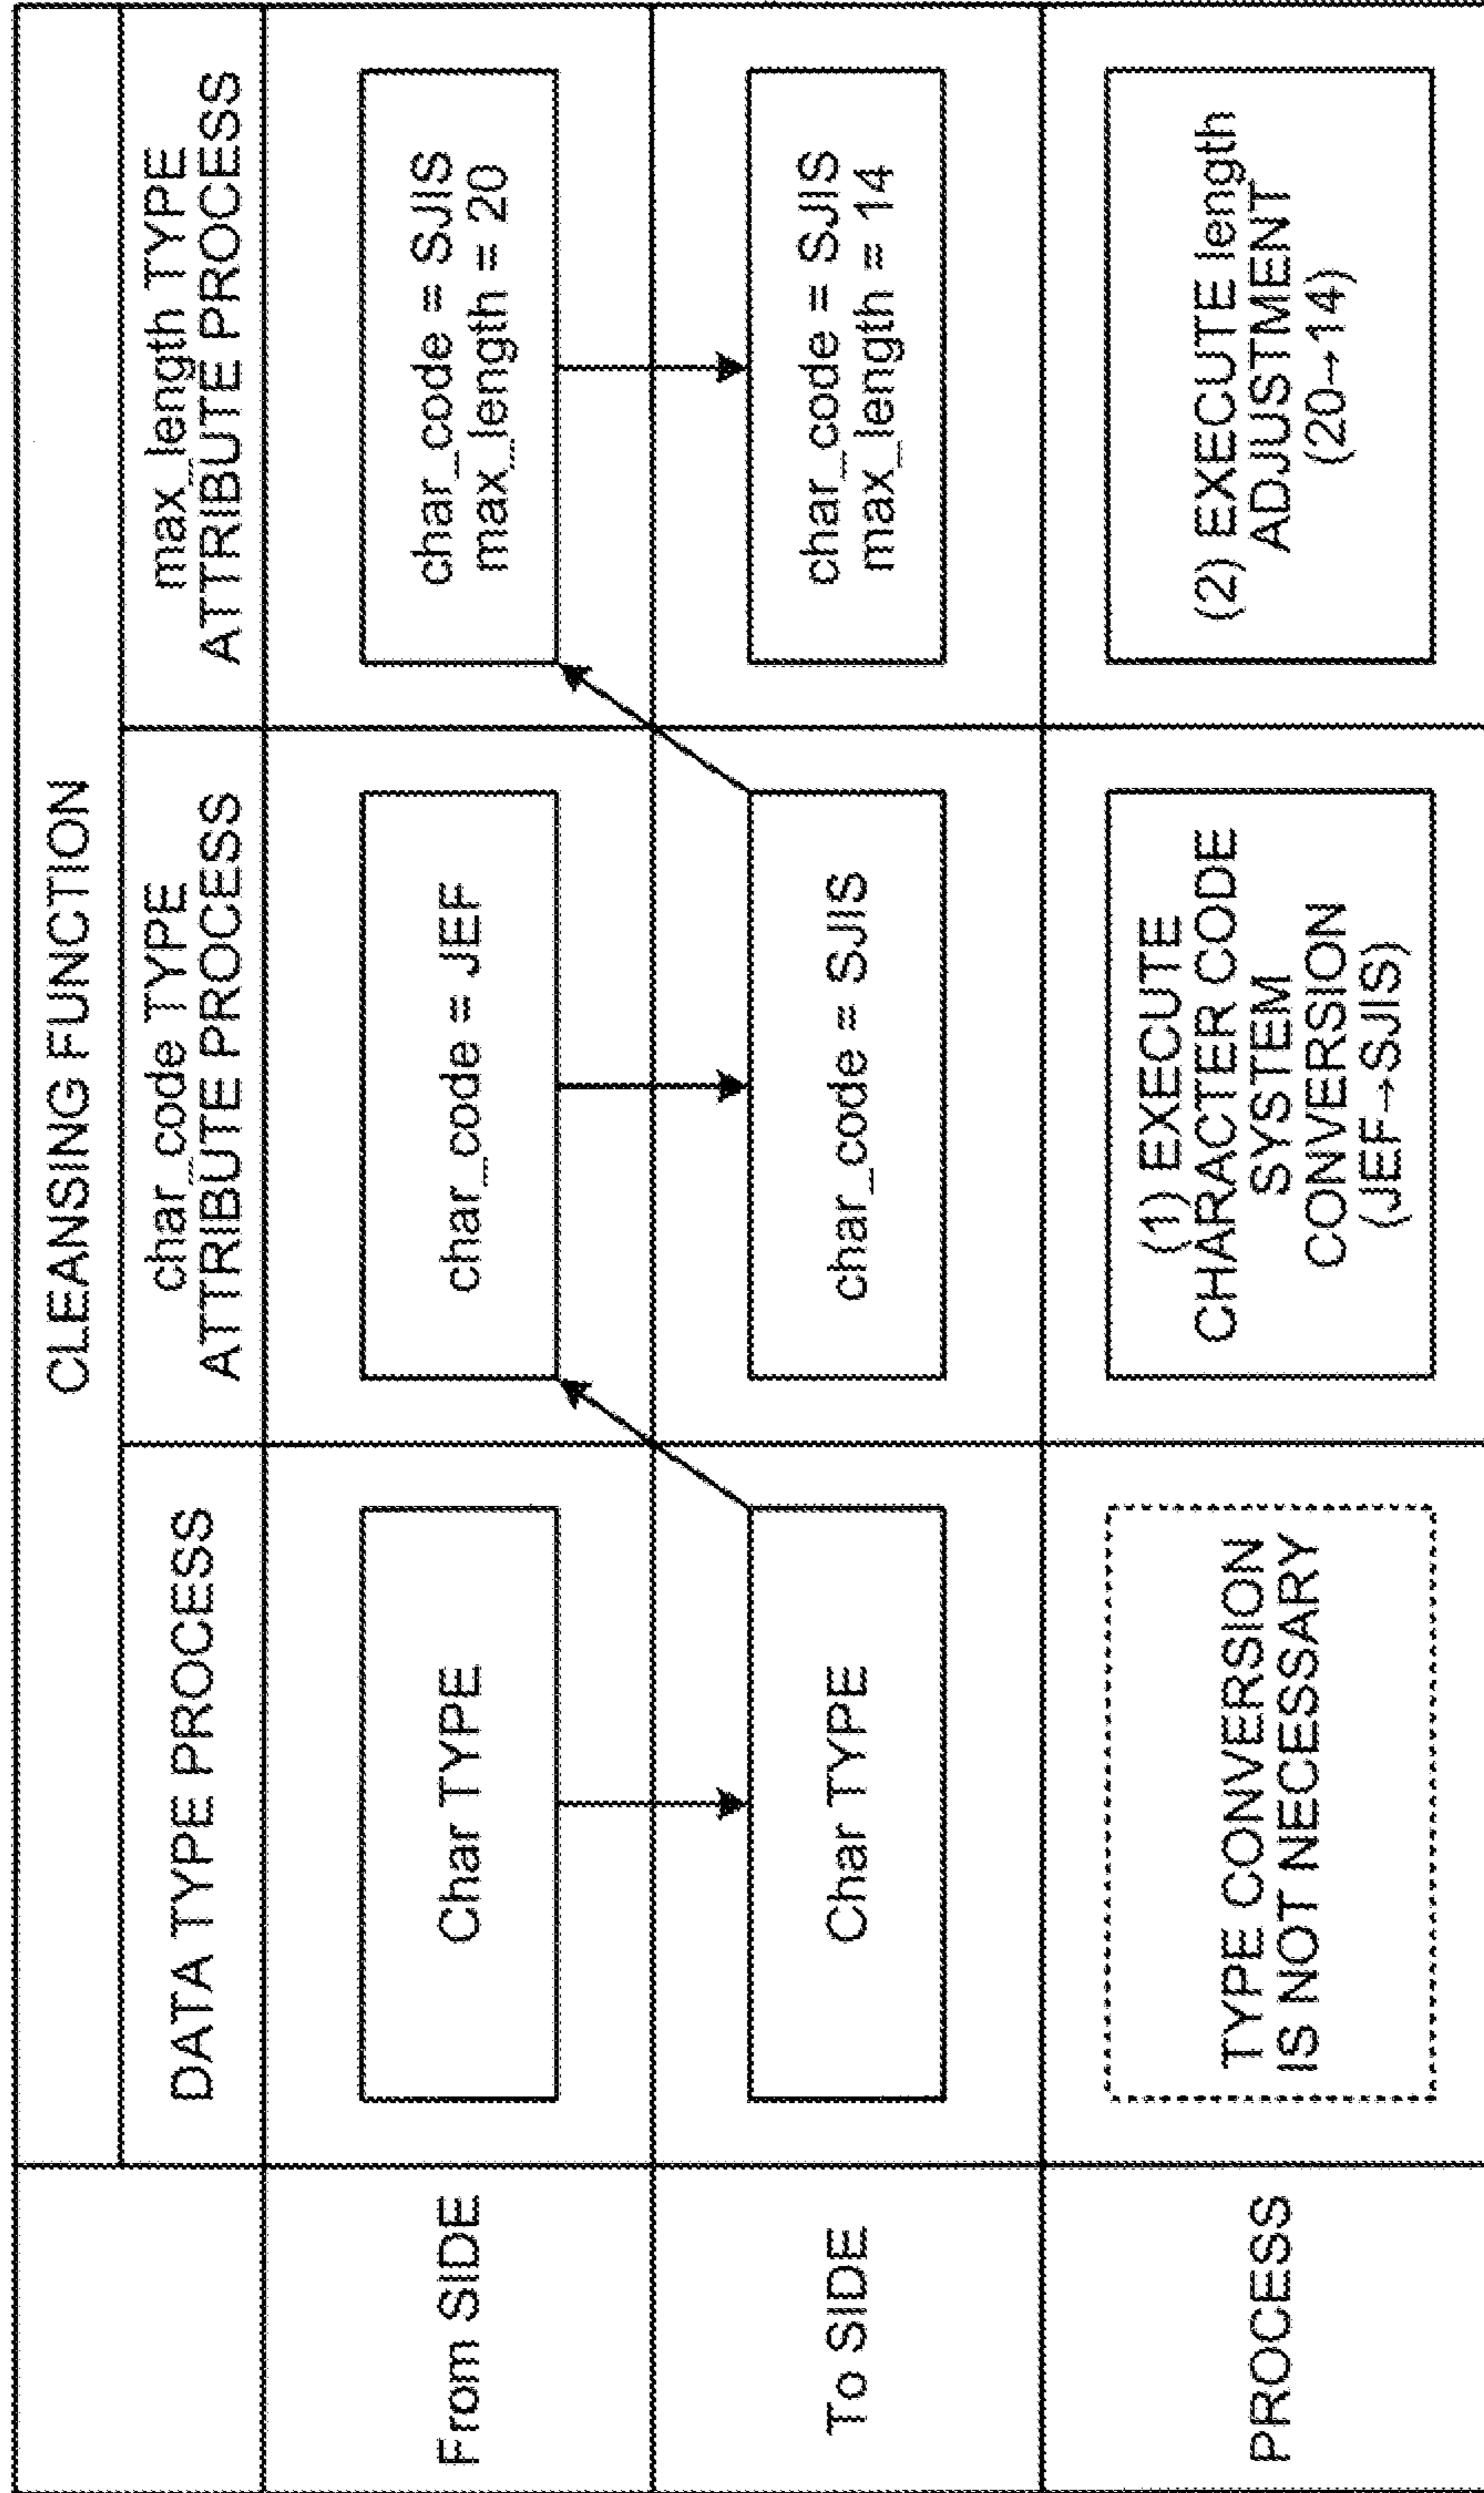 CLEANSING FUNCTION
DATA TYPE PROCESS
char_code TYPE
ATTRIBUTE PROCESS
max_length TYPE
ATTRIBUTE PROCESS
From SIDE
Char TYPE
char_code = JEF
char_code = SJIS
max_length = 20
To SIDE
Char TYPE
char_code = SJIS
char_code = SJIS
max_length = 14
PROCESS
TYPE CONVERSION
IS NOT NECESSARY
(1) EXECUTE
CHARACTER CODE
SYSTEM
CONVERSION
(JEF→SJIS)
(2) EXECUTE length
ADJUSTMENT
(20→14)